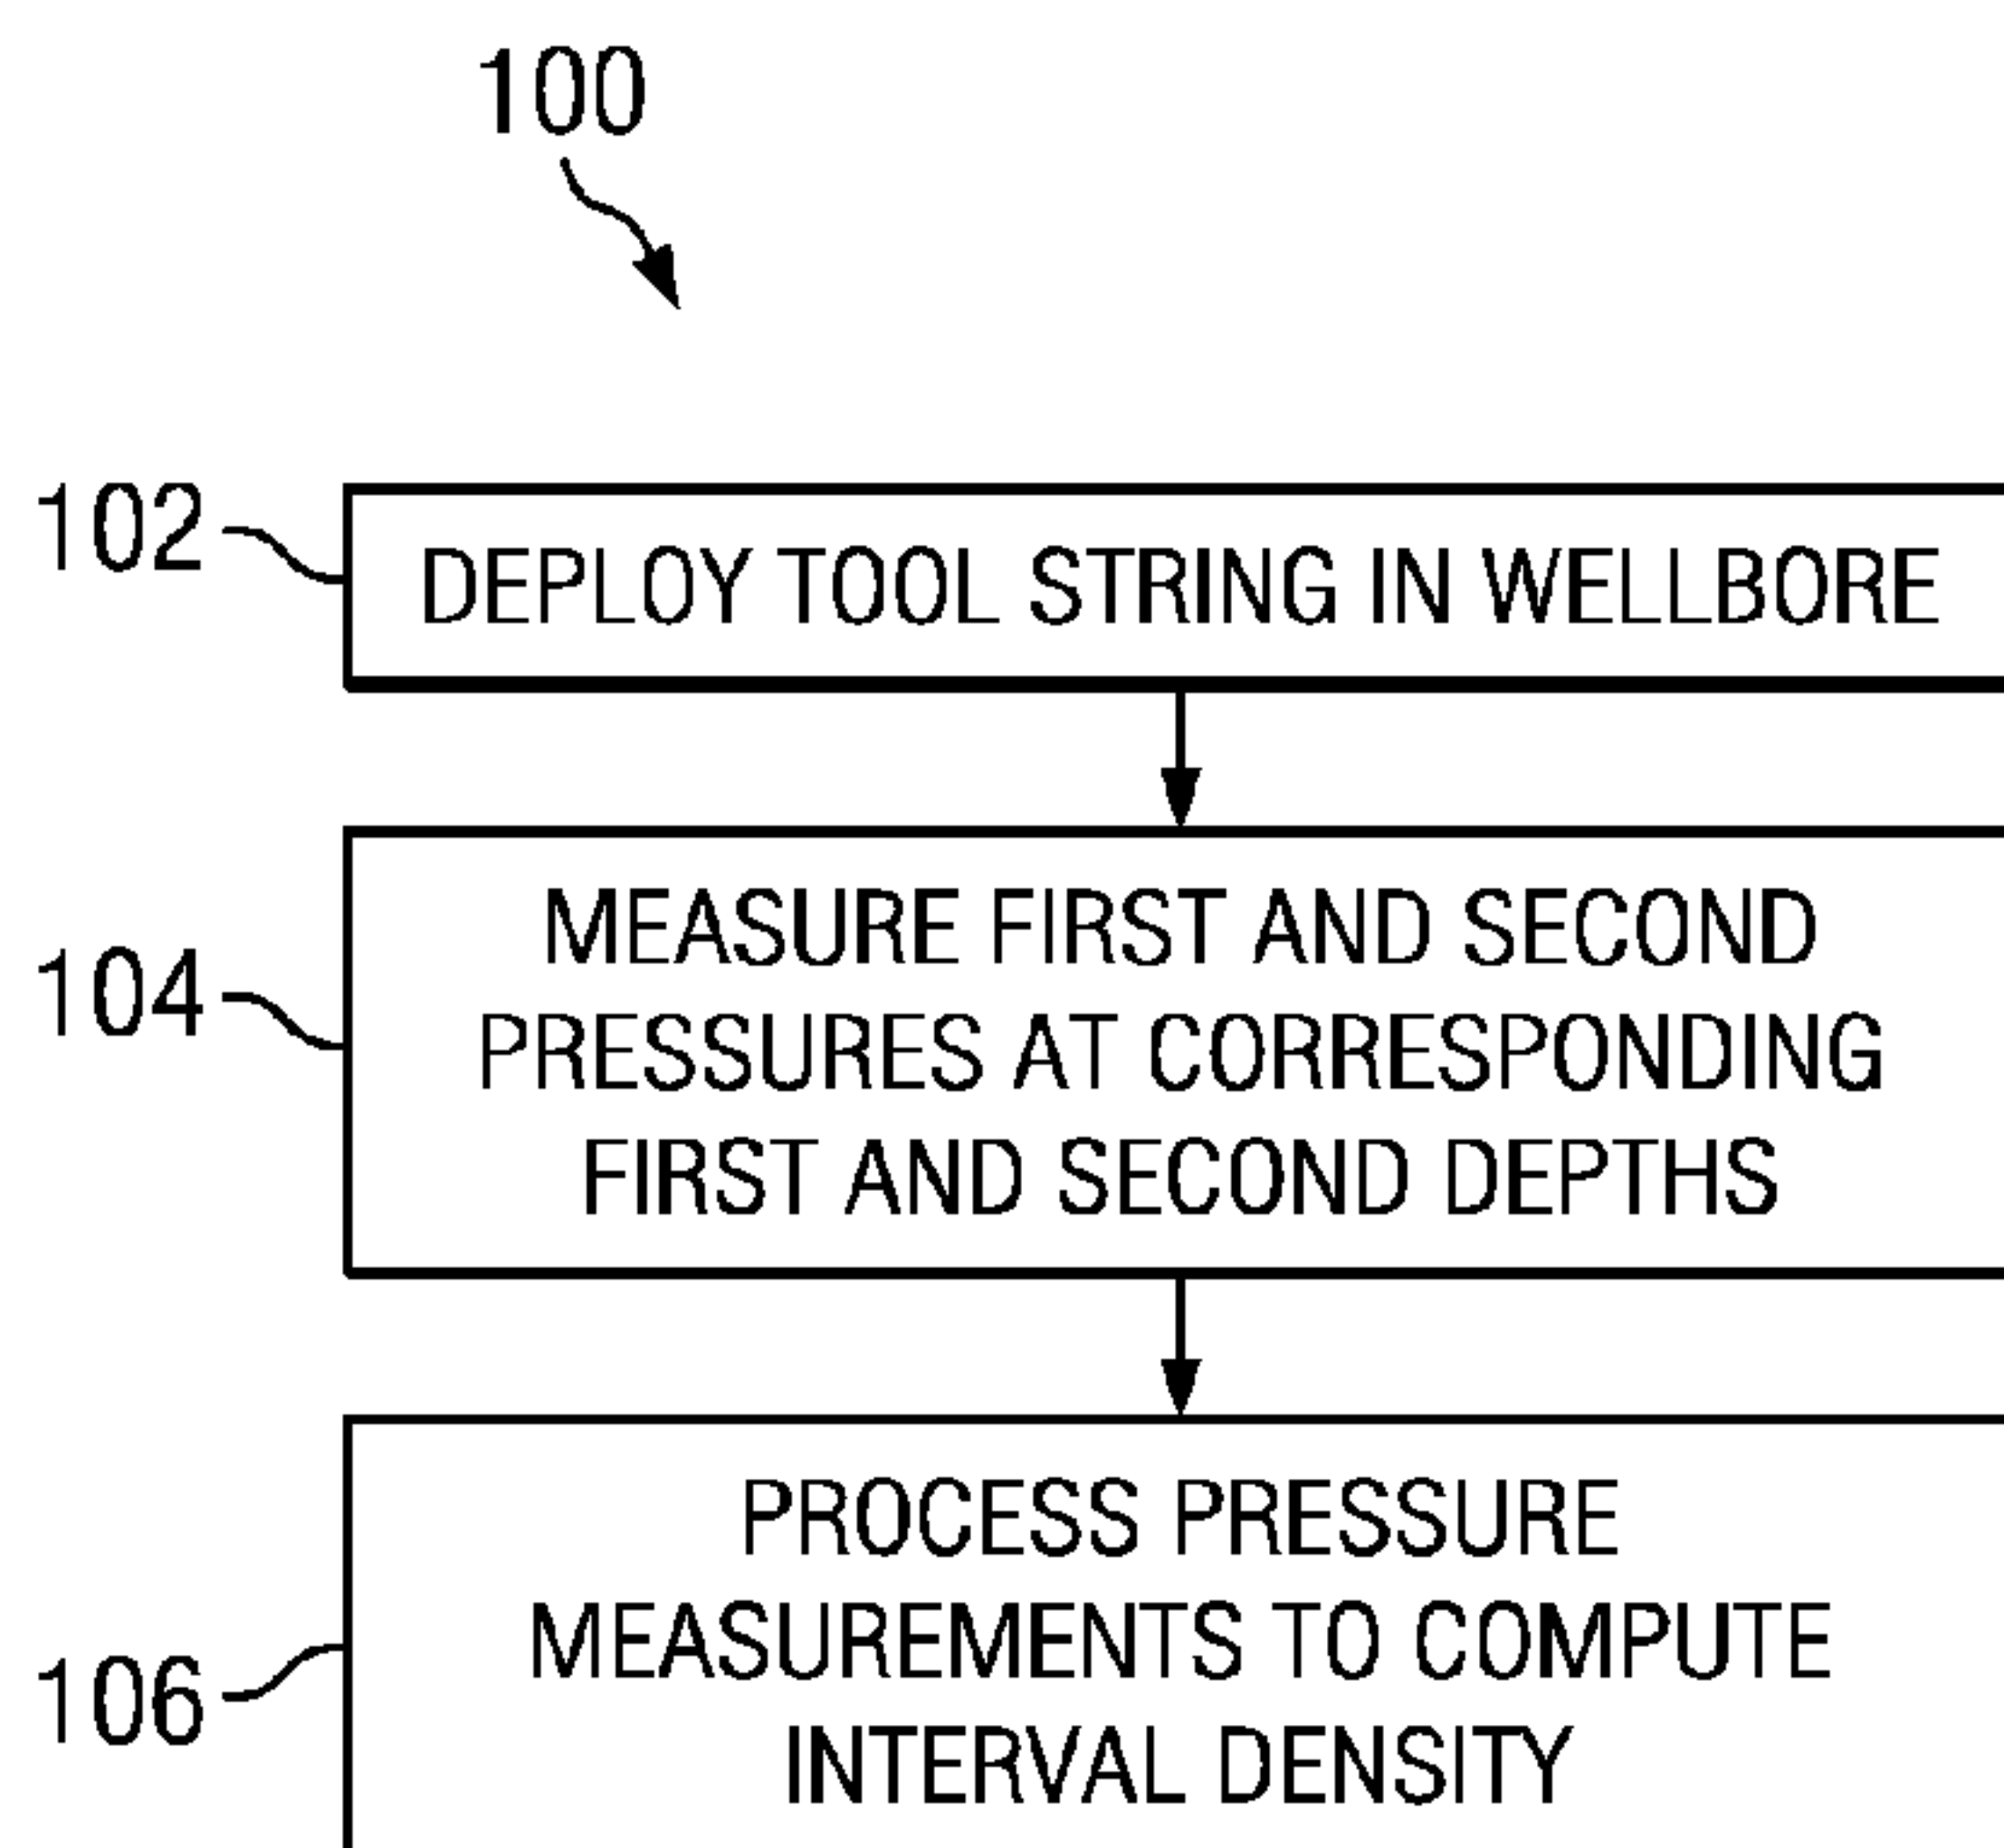 100
102
DEPLOY TOOL STRING IN WELLBORE
104
MEASURE FIRST AND SECOND
PRESSURES AT CORRESPONDING
FIRST AND SECOND DEPTHS
106
PROCESS PRESSURE
MEASUREMENTS TO COMPUTE
INTERVAL DENSITY